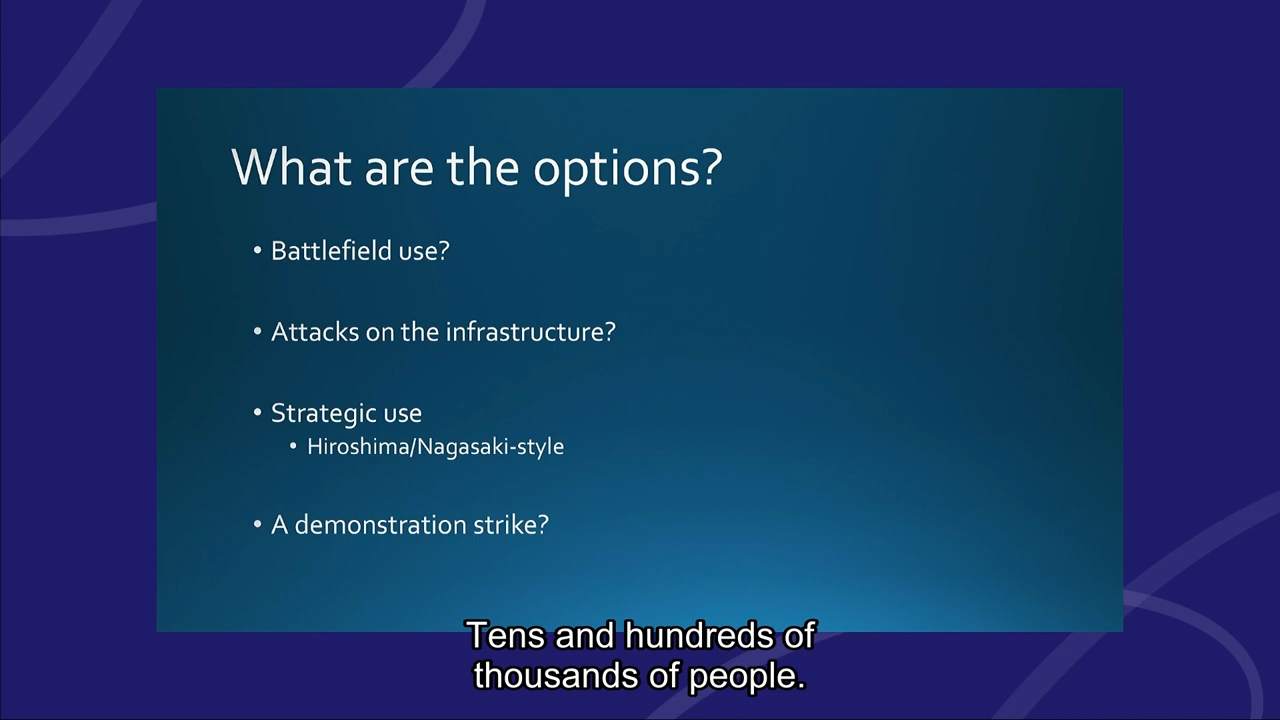 What are the options?
• Battlefield use?
• Attacks on the infrastructure?
• Strategic use
• Hiroshima/Nagasaki-style
• A demonstration strike?
Tens and hundreds of
thousands of people.